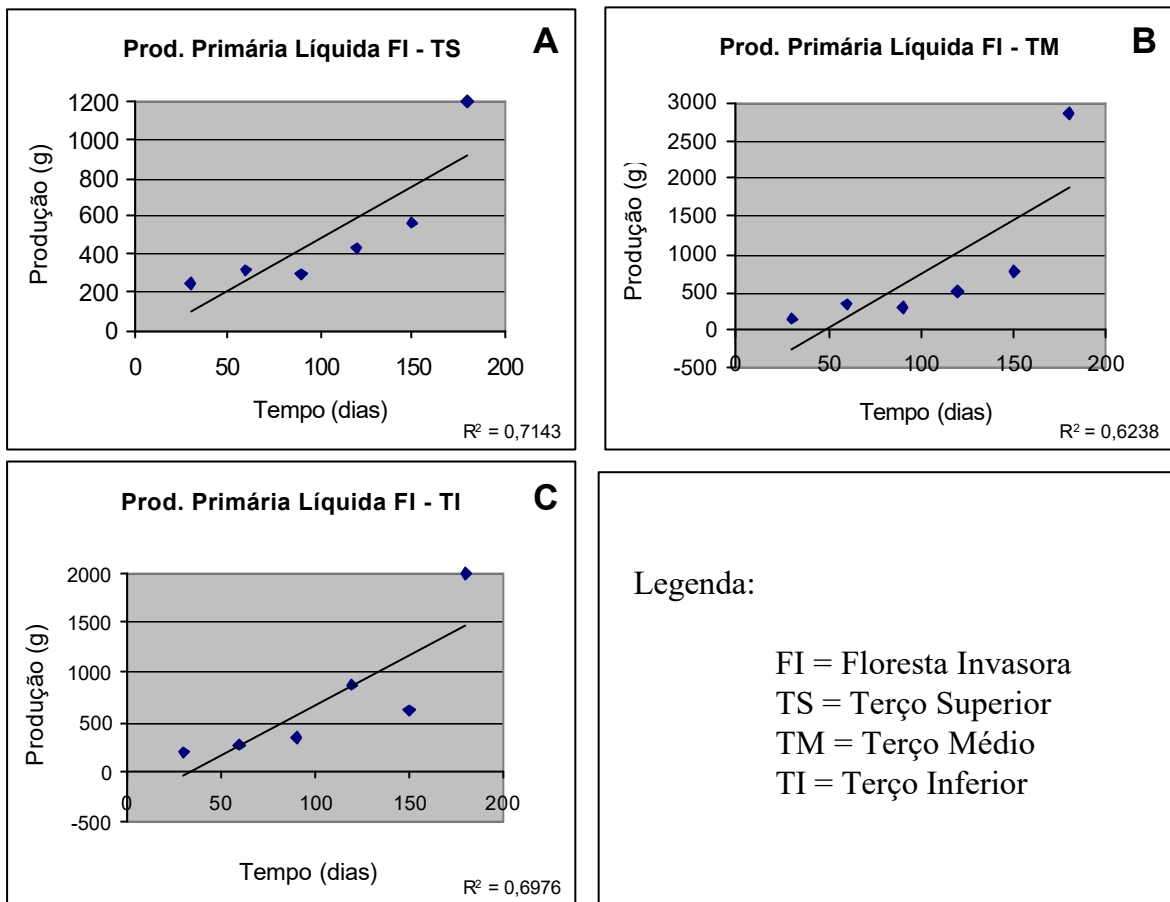 A
Prod. Primária Líquida FI - TS
Produção (g)
1200
1000
800
600
400
200
0
0 50 100 150 200
Tempo (dias)
R² = 0,7143
B
Prod. Primária Líquida FI - TM
Produção (g)
3000
2500
2000
1500
1000
500
0
-500
0 50 100 150 200
Tempo (dias)
R² = 0,6238
C
Prod. Primária Líquida FI - TI
Produção (g)
2000
1500
1000
500
0
-500
0 50 100 150 200
Tempo (dias)
R² = 0,6976
Legenda:
FI = Floresta Invasora
TS = Terço Superior
TM = Terço Médio
TI = Terço Inferior